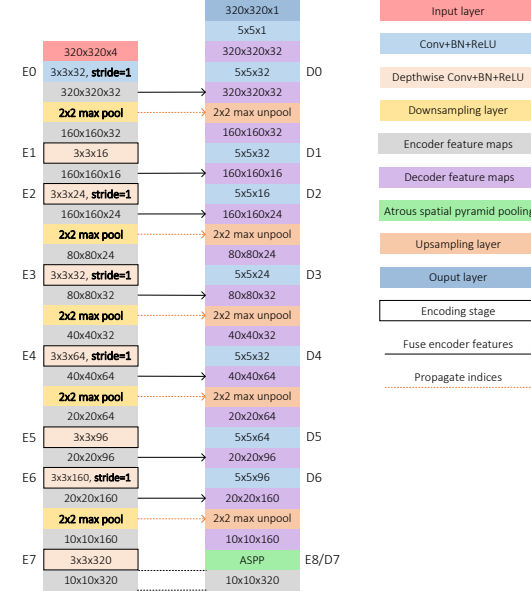 320x320x4
E0
3x3x32, stride=1
320x320x32
2x2 max pool
160x160x32
E1
3x3x16
160x160x16
E2
3x3x24, stride=1
160x160x24
2x2 max pool
80x80x24
E3
3x3x32, stride=1
80x80x32
2x2 max pool
40x40x32
E4
3x3x64, stride=1
40x40x64
2x2 max pool
20x20x64
E5
3x3x96
20x20x96
E6
3x3x160, stride=1
20x20x160
2x2 max pool
10x10x160
E7
3x3x320
10x10x320
320x320x1
5x5x1
320x320x32
5x5x32
D0
320x320x32
2x2 max unpool
160x160x32
5x5x32
D1
160x160x16
5x5x16
D2
160x160x24
2x2 max unpool
80x80x24
5x5x24
D3
80x80x32
2x2 max unpool
40x40x32
5x5x32
D4
40x40x64
2x2 max unpool
20x20x64
5x5x64
D5
20x20x96
5x5x96
D6
20x20x160
2x2 max unpool
10x10x160
ASPP
E8/D7
10x10x320
Input layer
Conv+BN+ReLU
Depthwise Conv+BN+ReLU
Downsampling layer
Encoder feature maps
Decoder feature maps
Atrous spatial pyramid pooling
Upsampling layer
Ouput layer
Encoding stage
Fuse encoder features
Propagate indices